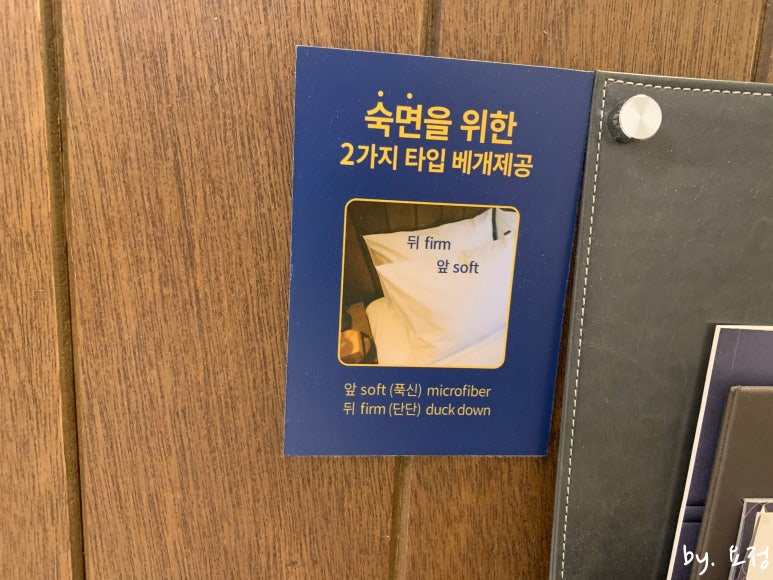 숙면을 위한
2가지 타입 베개제공
뒤 firm
앞 soft
앞 soft (푹신) microfiber
뒤 firm (단단) duck down
by. 요정